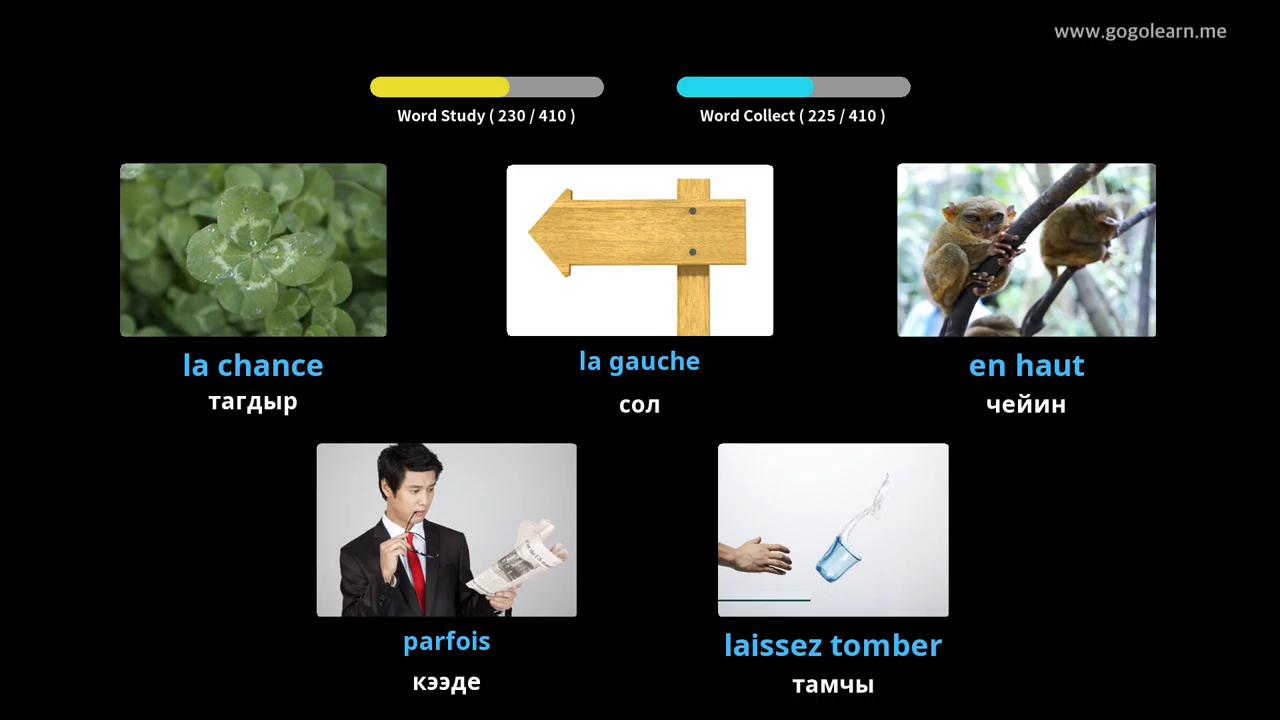 www.gogolearn.me
Word Study ( 230 / 410 )
Word Collect ( 225 / 410 )
la chance
тагдыр
la gauche
сол
en haut
чейин
parfois
кээде
laissez tomber
тамчы